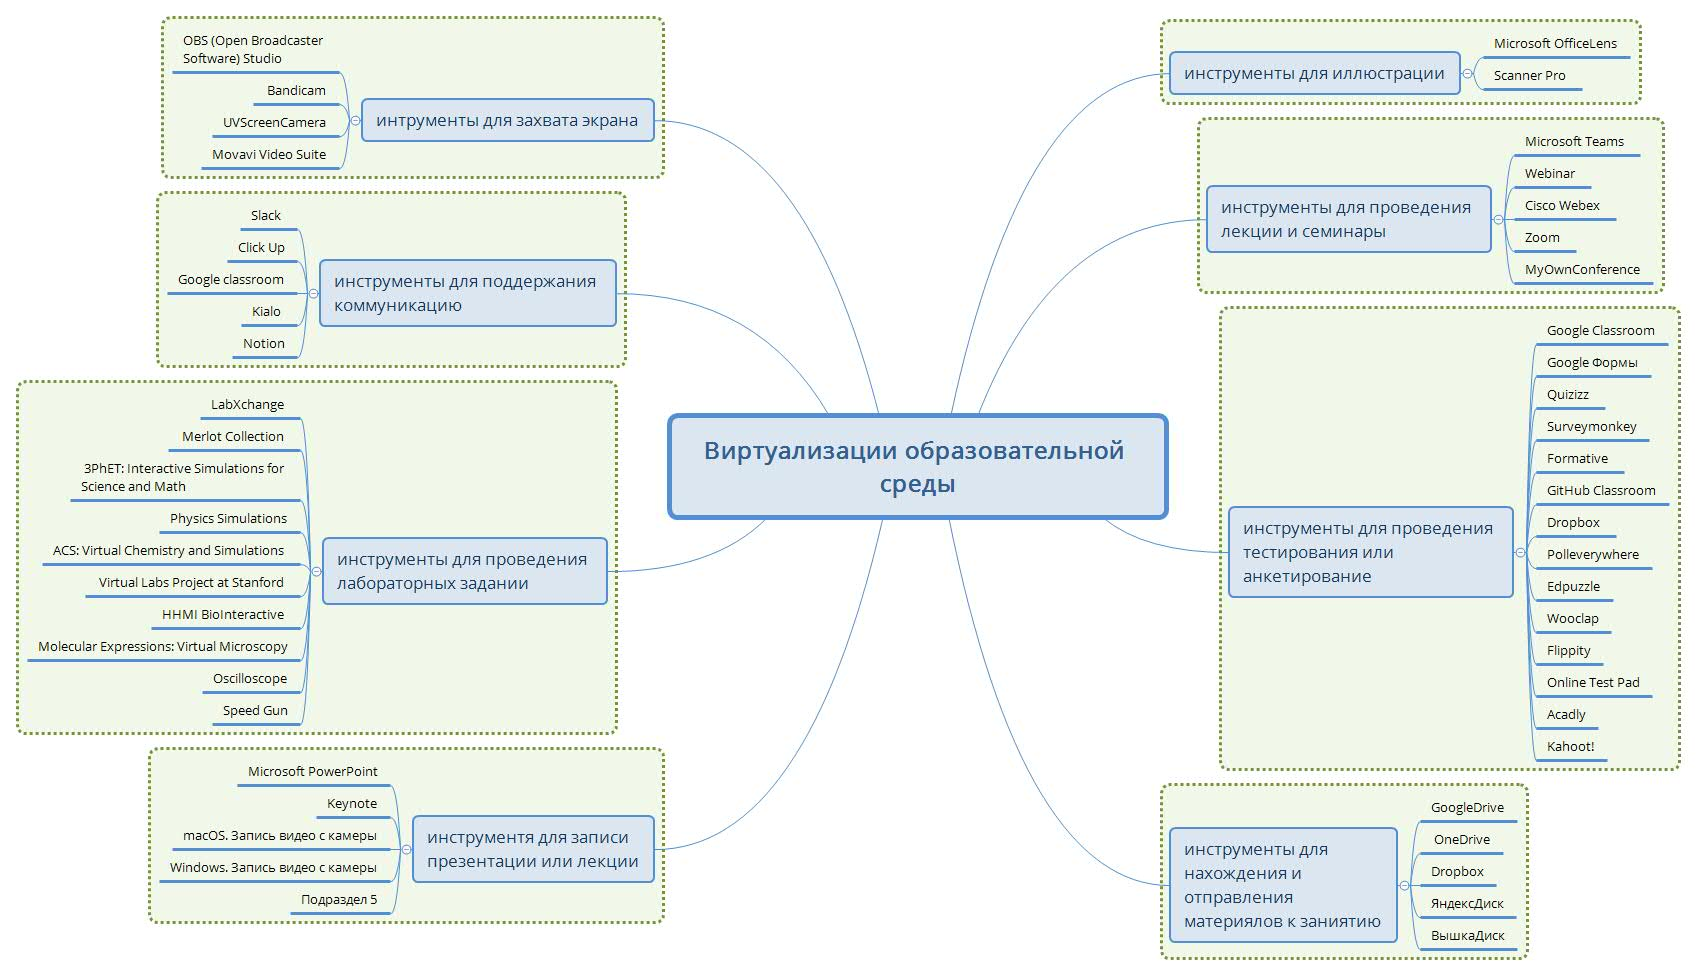 Виртуализации образовательной
среды
OBS (Open Broadcaster
Software) Studio
Bandicam
UVScreenCamera
Movavi Video Suite
интрументы для захвата экрана
Slack
Click Up
Google classroom
Kialo
Notion
инструменты для поддержания
коммуникацию
LabXchange
Merlot Collection
3PhET: Interactive Simulations for
Science and Math
Physics Simulations
ACS: Virtual Chemistry and Simulations
Virtual Labs Project at Stanford
HHMI BioInteractive
Molecular Expressions: Virtual Microscopy
Oscilloscope
Speed Gun
инструменты для проведения
лабораторных задании
Microsoft PowerPoint
Keynote
macOS. Запись видео с камеры
Windows. Запись видео с камеры
Подраздел 5
инструментя для записи
презентации или лекции
инструменты для иллюстрации
Microsoft OfficeLens
Scanner Pro
инструменты для проведения
лекции и семинары
Microsoft Teams
Webinar
Cisco Webex
Zoom
MyOwnConference
инструменты для проведения
тестирования или
анкетирование
Google Classroom
Google Формы
Quizizz
Surveymonkey
Formative
GitHub Classroom
Dropbox
Polleverywhere
Edpuzzle
Wooclap
Flippity
Online Test Pad
Acadly
Kahoot!
инструменты для
нахождения и
отправления
материялов к заниятию
GoogleDrive
OneDrive
Dropbox
ЯндексДиск
ВышкаДиск